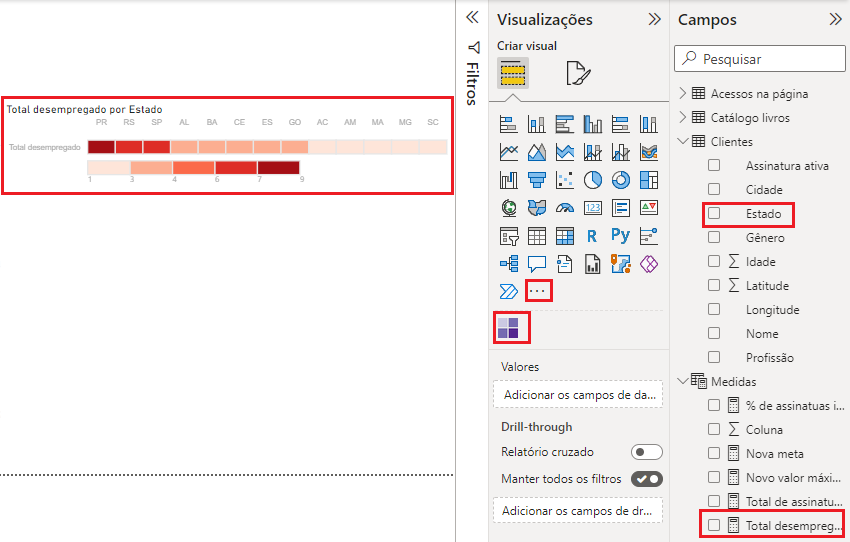 Total desempregado por Estado
PR RS SP AL BA CE ES GO AC AM MA MG SC
Total desempregado
1 3 4 6 7 9
Filtros
Visualizações
Criar visual
R Py
123
...
Valores
Adicionar os campos de da...
Drill-through
Relatório cruzado
Manter todos os filtros
Adicionar os campos de dr...
Campos
Pesquisar
Acessos na página
Catálogo livros
Clientes
Assinatura ativa
Cidade
Estado
Gênero
Idade
Latitude
Longitude
Nome
Profissão
Medidas
% de assinatuas i...
Coluna
Nova meta
Novo valor máxi...
Total de assinatu...
Total desempreg...